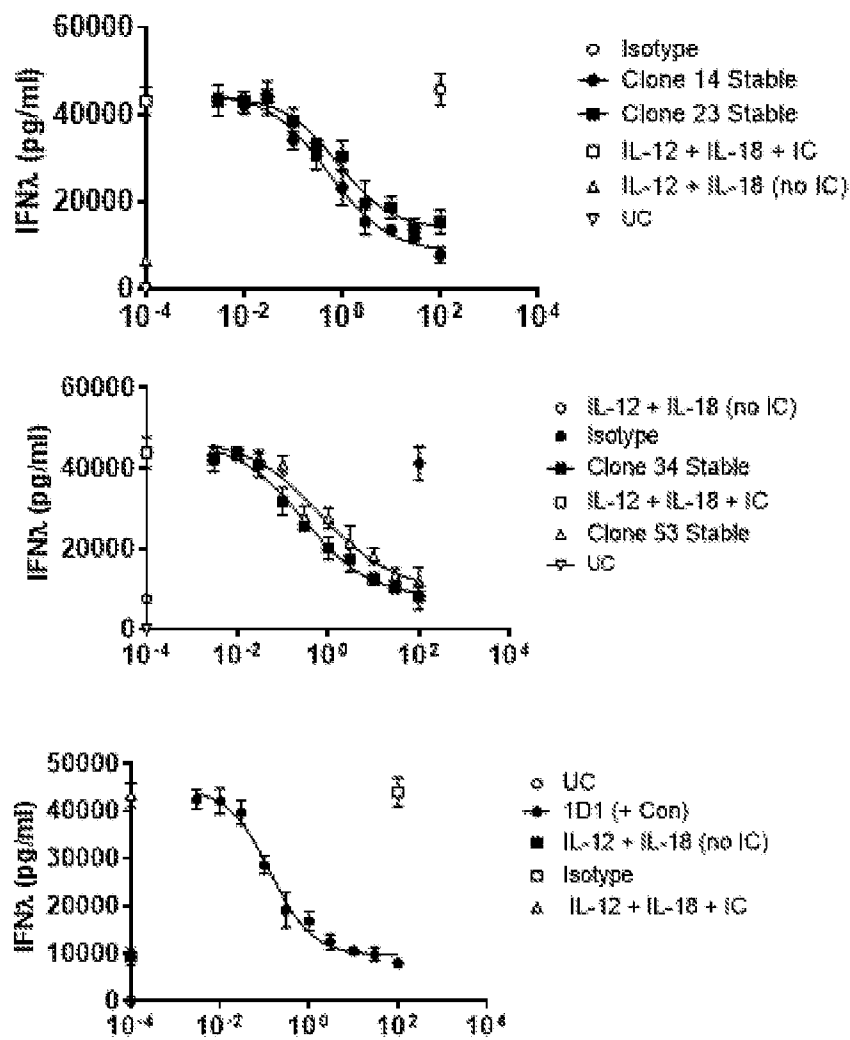 60000
40000
20000
0
IFNλ (pg/ml)
10-4
10-2
100
102
104
Isotype
Clone 14 Stable
Clone 23 Stable
IL-12 + IL-18 + IC
IL-12 + IL-18 (no IC)
UC
60000
40000
20000
0
IFNλ (pg/ml)
10-4
10-2
100
102
104
IL-12 + IL-18 (no IC)
Isotype
Clone 34 Stable
IL-12 + IL-18 + IC
Clone 53 Stable
UC
50000
40000
30000
20000
10000
0
IFNλ (pg/ml)
10-4
10-2
100
102
104
UC
1D1 (+ Con)
IL-12 + IL-18 (no IC)
Isotype
IL-12 + IL-18 + IC